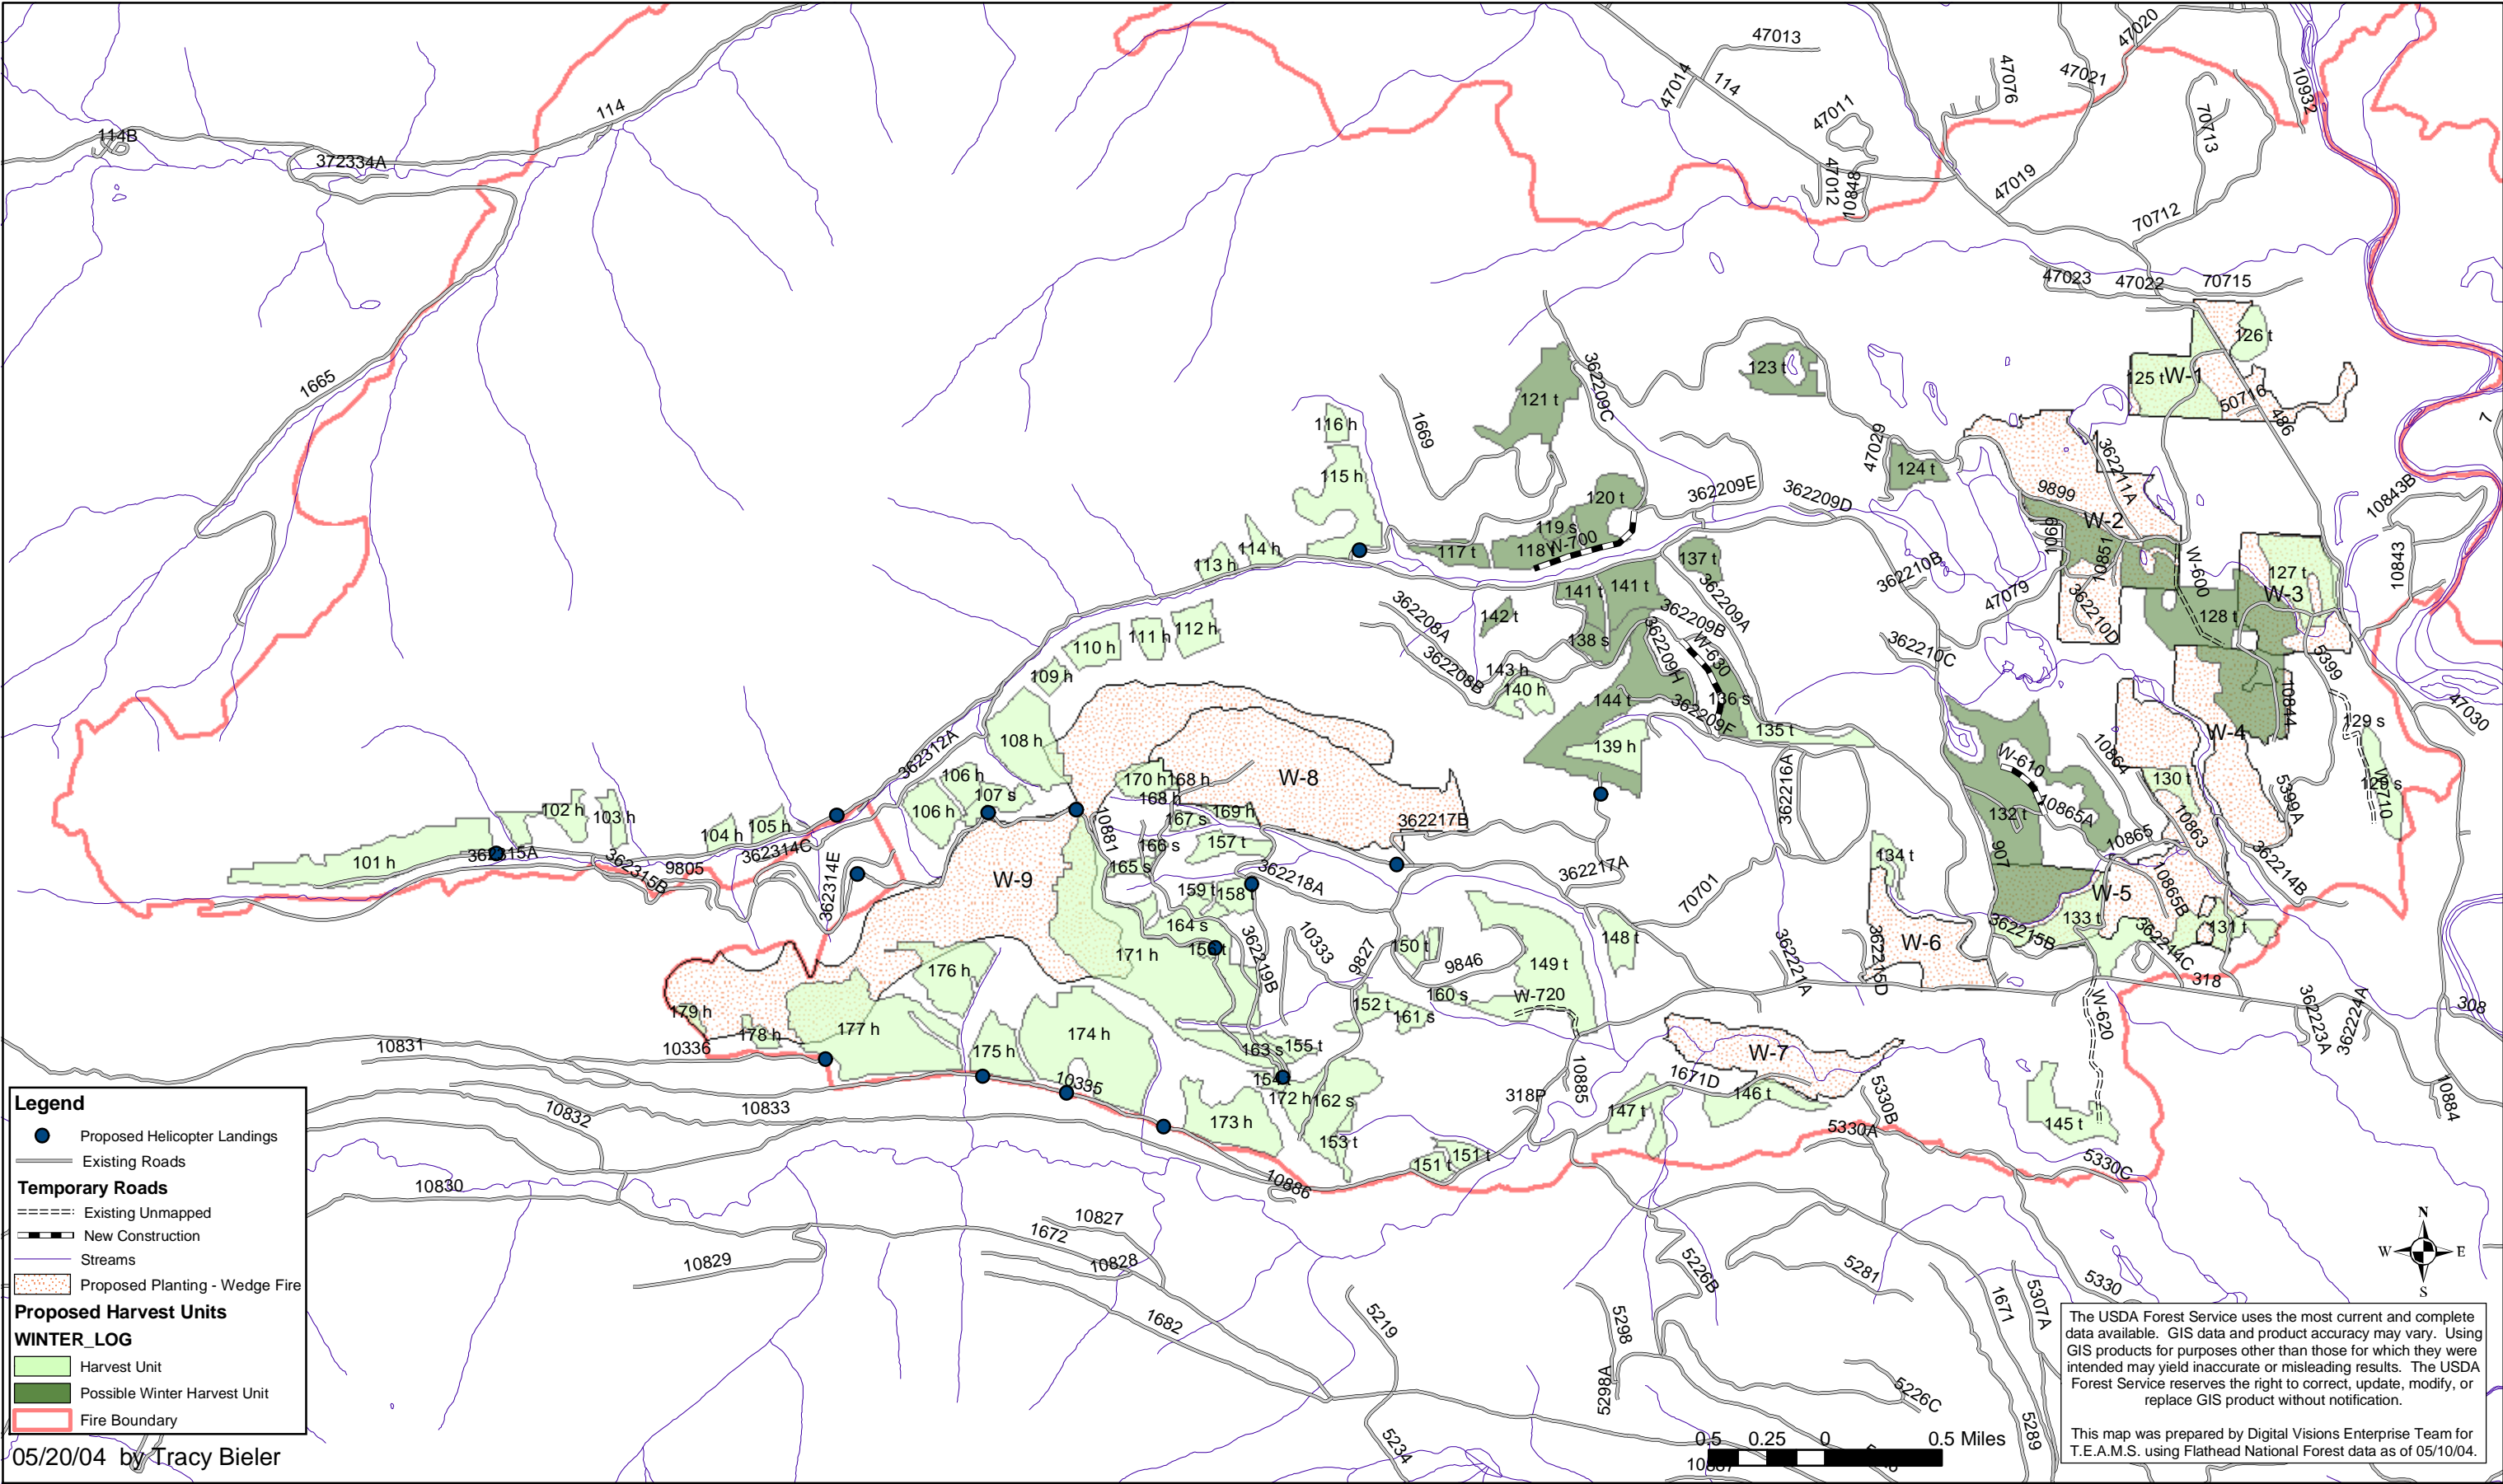 47020
47013
47014
114
47076
47021
10932
114
47011
70713
114B
372334A
47012
10848
47019
70712
47023
47022
70715
126 t
1665
362209C
123 t
125 t
W-1
50716
486
7
121 t
116 h
1669
115 h
47029
124 t
362211A
9899
10843B
120 t
362209E
362209D
119 s
118 t
W-700
117 t
W-2
1069
10851
114 h
113 h
137 t
362210B
W-600
127 t
W-3
10843
141 t
141 t
362209A
47079
362210D
128 t
362208A
142 t
362209B
138 s
112 h
111 h
110 h
109 h
362208B
143 h
140 h
362209H
W-630
362210C
5399
10844
47030
144 t
136 s
362209F
135 t
139 h
129 s
W-4
108 h
362312A
W-610
10864
130 t
5399A
W-710
129 s
106 h
106 h
107 s
170 h
168 h
168 h
W-8
362216A
132 t
10865A
10863
10865
102 h
103 h
104 h
105 h
169 h
167 s
362217B
10881
101 h
362315A
362315B
9805
362314C
362314E
166 s
157 t
165 s
362218A
362217A
134 t
907
362214B
W-9
159 t
158 t
70701
W-5
10865B
133 t
131 t
164 s
156 t
362219B
10333
9827
150 t
148 t
362215B
362214C
W-6
171 h
176 h
9846
149 t
362221A
362215D
318
160 s
W-720
179 h
178 h
177 h
174 h
152 t
161 s
W-620
362223A
362224A
308
10831
10336
175 h
163 s
155 t
W-7
10335
154 t
172 h
162 s
10885
1671D
146 t
5330B
10884
10832
10833
173 h
153 t
318P
147 t
145 t
5330A
151 t
151 t
5330C
10830
10886
10827
1672
10829
10828
5226B
5281
5330
1682
5219
5298
1671
5307A
5298A
5226C
5289
5234
Legend
Proposed Helicopter Landings
Existing Roads
Temporary Roads
Existing Unmapped
New Construction
Streams
Proposed Planting - Wedge Fire
Proposed Harvest Units
WINTER_LOG
Harvest Unit
Possible Winter Harvest Unit
Fire Boundary
05/20/04 by Tracy Bieler
N
W
E
S
0.5 0.25 0 0.5 Miles
The USDA Forest Service uses the most current and complete
data available. GIS data and product accuracy may vary. Using
GIS products for purposes other than those for which they were
intended may yield inaccurate or misleading results. The USDA
Forest Service reserves the right to correct, update, modify, or
replace GIS product without notification.
This map was prepared by Digital Visions Enterprise Team for
T.E.A.M.S. using Flathead National Forest data as of 05/10/04.